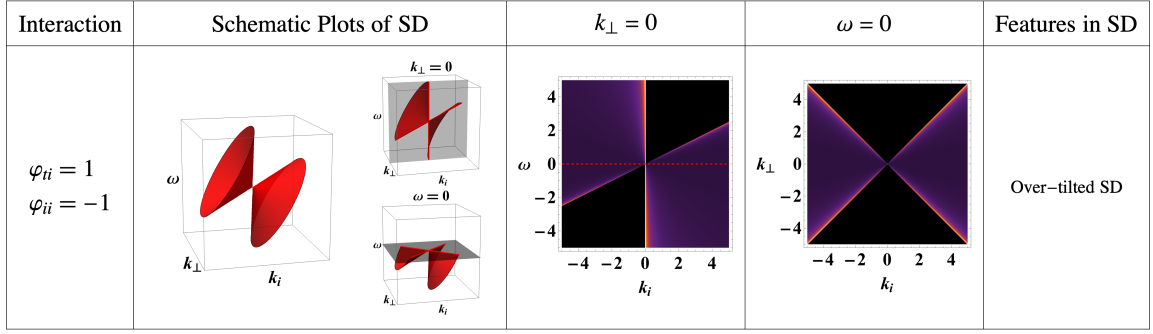 Interaction Schematic Plots of SD k⊥ = 0 ω = 0 Features in SD
φti = 1
φii = −1
ω
k⊥
ki
k⊥ = 0
ω
k⊥
ki
ω = 0
ω
k⊥
ki
4
2
0
−2
−4
ω
−4 −2 0 2 4
ki
4
2
0
−2
−4
k⊥
−4 −2 0 2 4
ki
Over−tilted SD